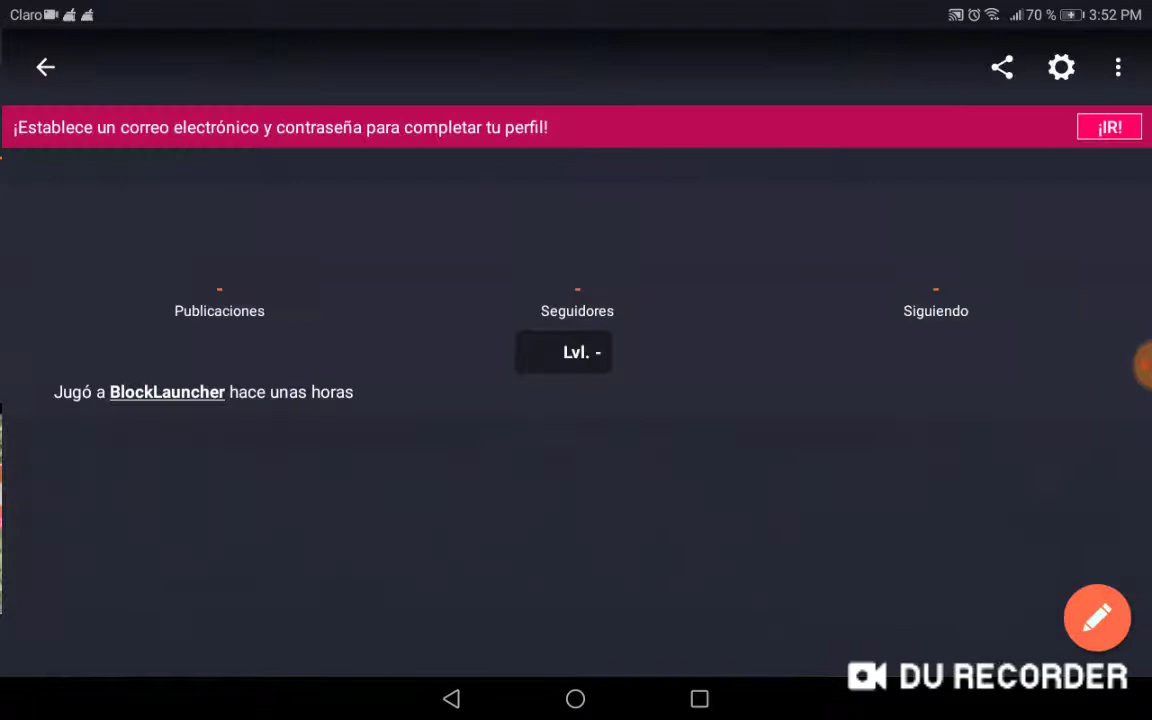 Claro 70 % 3:52 PM
¡Establece un correo electrónico y contraseña para completar tu perfil! ¡IR!
- - -
Publicaciones Seguidores Siguiendo
Lvl. -
Jugó a BlockLauncher hace unas horas
DU RECORDER